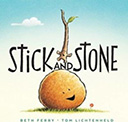 STICK AND STONE
BETH FERRY · TOM LICHTENHELD